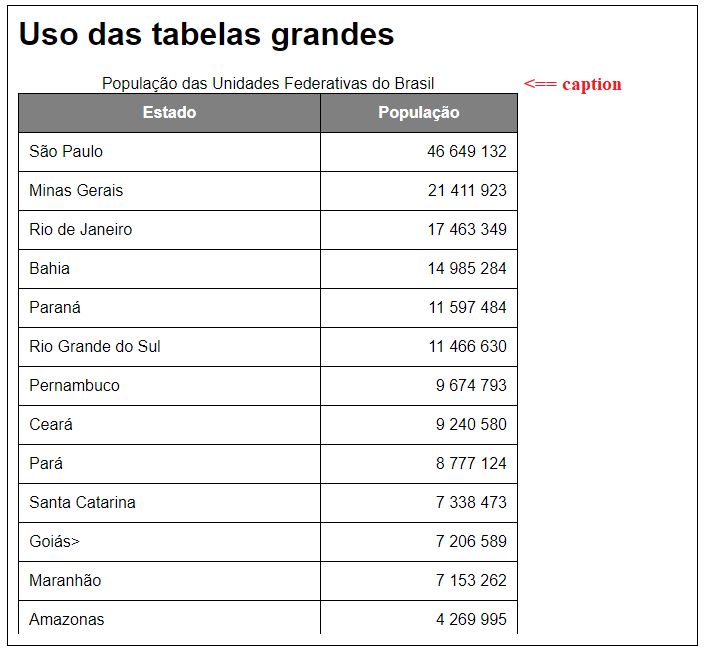 Uso das tabelas grandes
População das Unidades Federativas do Brasil <== caption
Estado População
São Paulo 46 649 132
Minas Gerais 21 411 923
Rio de Janeiro 17 463 349
Bahia 14 985 284
Paraná 11 597 484
Rio Grande do Sul 11 466 630
Pernambuco 9 674 793
Ceará 9 240 580
Pará 8 777 124
Santa Catarina 7 338 473
Goiás> 7 206 589
Maranhão 7 153 262
Amazonas 4 269 995